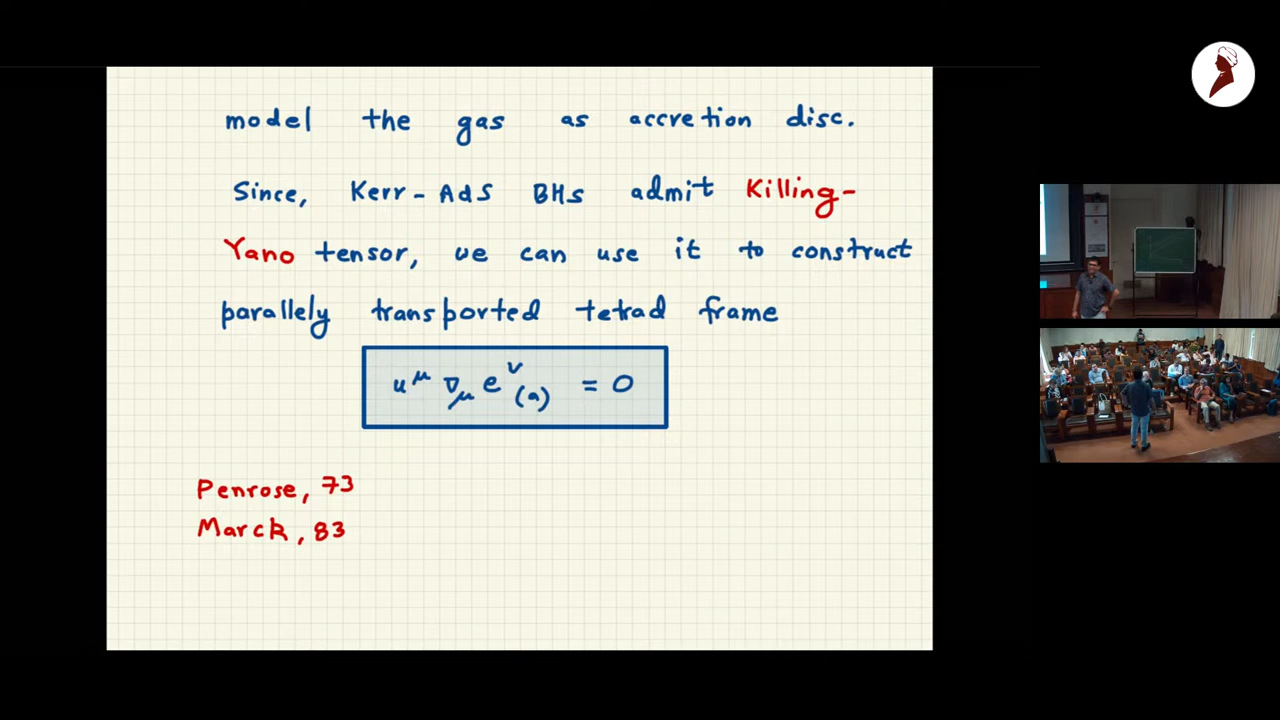 model the gas as accretion disc.
Since, Kerr-AdS BHs admit Killing-
Yano tensor, we can use it to construct
parallely transported tetrad frame
u^μ ∇_μ e^ν_(a) = 0
Penrose, 73
Marck, 83